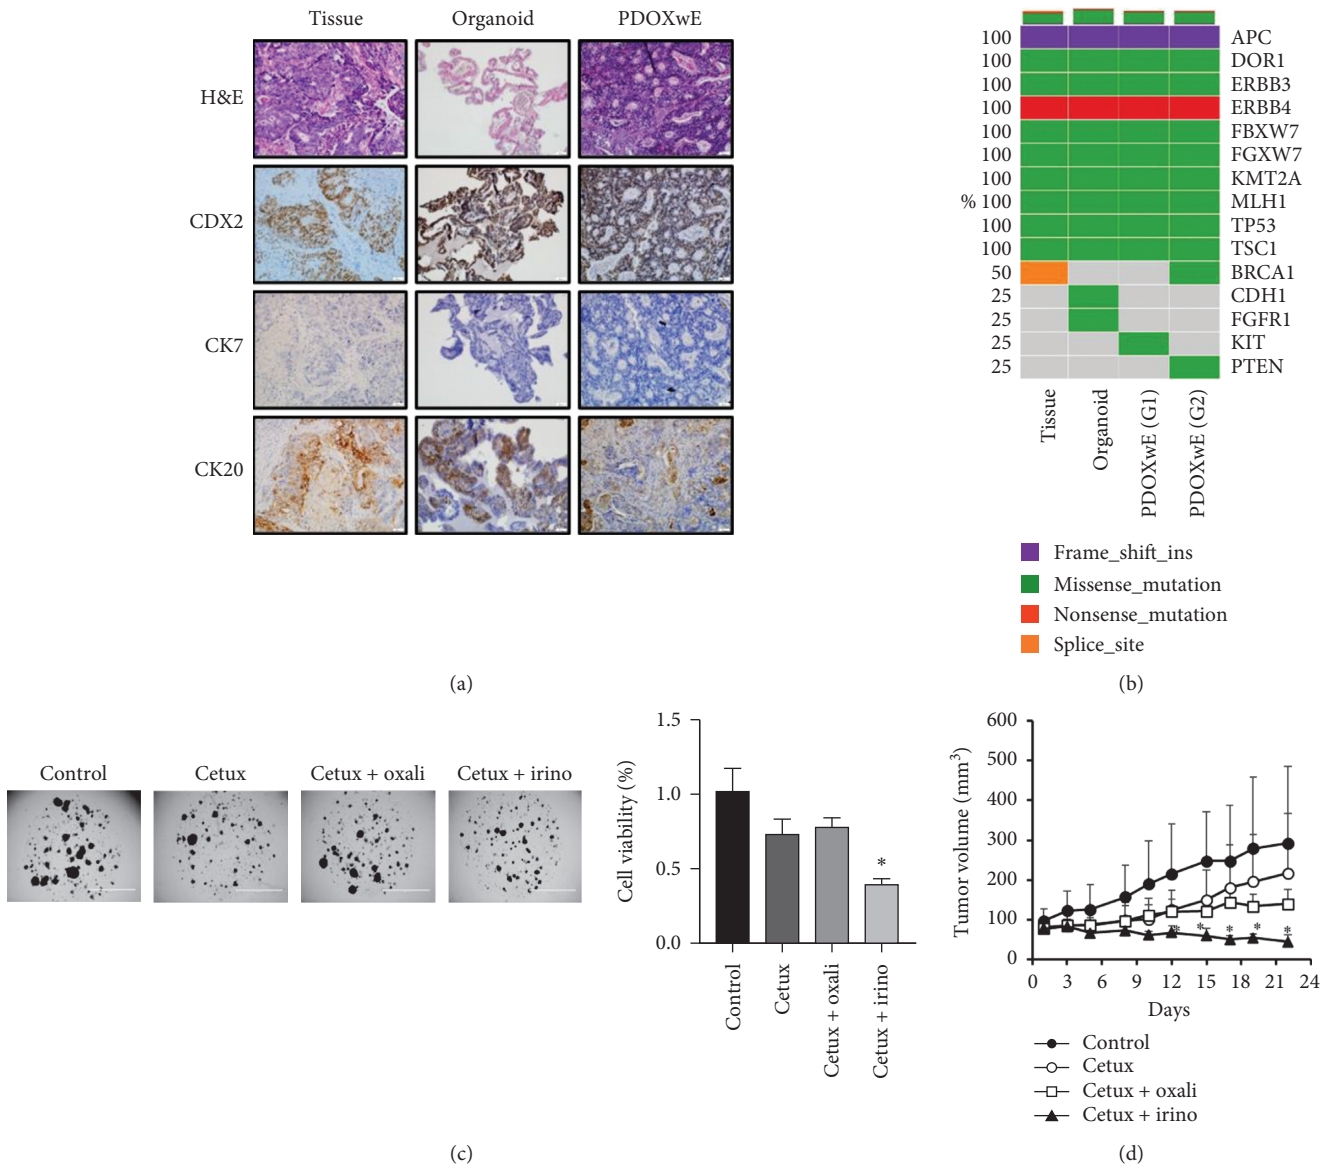 Tissue Organoid PDOXwE
H&E
CDX2
CK7
CK20
(a)
100 APC
100 DOR1
100 ERBB3
100 ERBB4
100 FBXW7
100 FGXW7
100 KMT2A
% 100 MLH1
100 TP53
100 TSC1
50 BRCA1
25 CDH1
25 FGFR1
25 KIT
25 PTEN
Tissue
Organoid
PDOXwE (G1)
PDOXwE (G2)
Frame_shift_ins
Missense_mutation
Nonsense_mutation
Splice_site
(b)
Control Cetux Cetux + oxali Cetux + irino
Cell viability (%)
1.5
1.0
0.5
0.0
*
Control
Cetux
Cetux + oxali
Cetux + irino
(c)
Tumor volume (mm³)
600
500
400
300
200
100
0
* * * * *
0 3 6 9 12 15 18 21 24
Days
Control
Cetux
Cetux + oxali
Cetux + irino
(d)